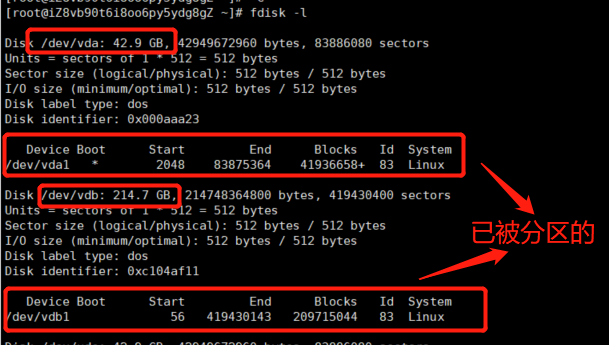 [root@iZ8vb90t6i8oo6py5ydg8gZ ~]# fdisk -l
Disk /dev/vda: 42.9 GB, 42949672960 bytes, 83886080 sectors
Units = sectors of 1 * 512 = 512 bytes
Sector size (logical/physical): 512 bytes / 512 bytes
I/O size (minimum/optimal): 512 bytes / 512 bytes
Disk label type: dos
Disk identifier: 0x000aaa23
Device Boot Start End Blocks Id System
/dev/vda1 * 2048 83875364 41936658+ 83 Linux
Disk /dev/vdb: 214.7 GB, 214748364800 bytes, 419430400 sectors
Units = sectors of 1 * 512 = 512 bytes
Sector size (logical/physical): 512 bytes / 512 bytes
I/O size (minimum/optimal): 512 bytes / 512 bytes
Disk label type: dos
Disk identifier: 0xc104af11
已被分区的
Device Boot Start End Blocks Id System
/dev/vdb1 56 419430143 209715044 83 Linux